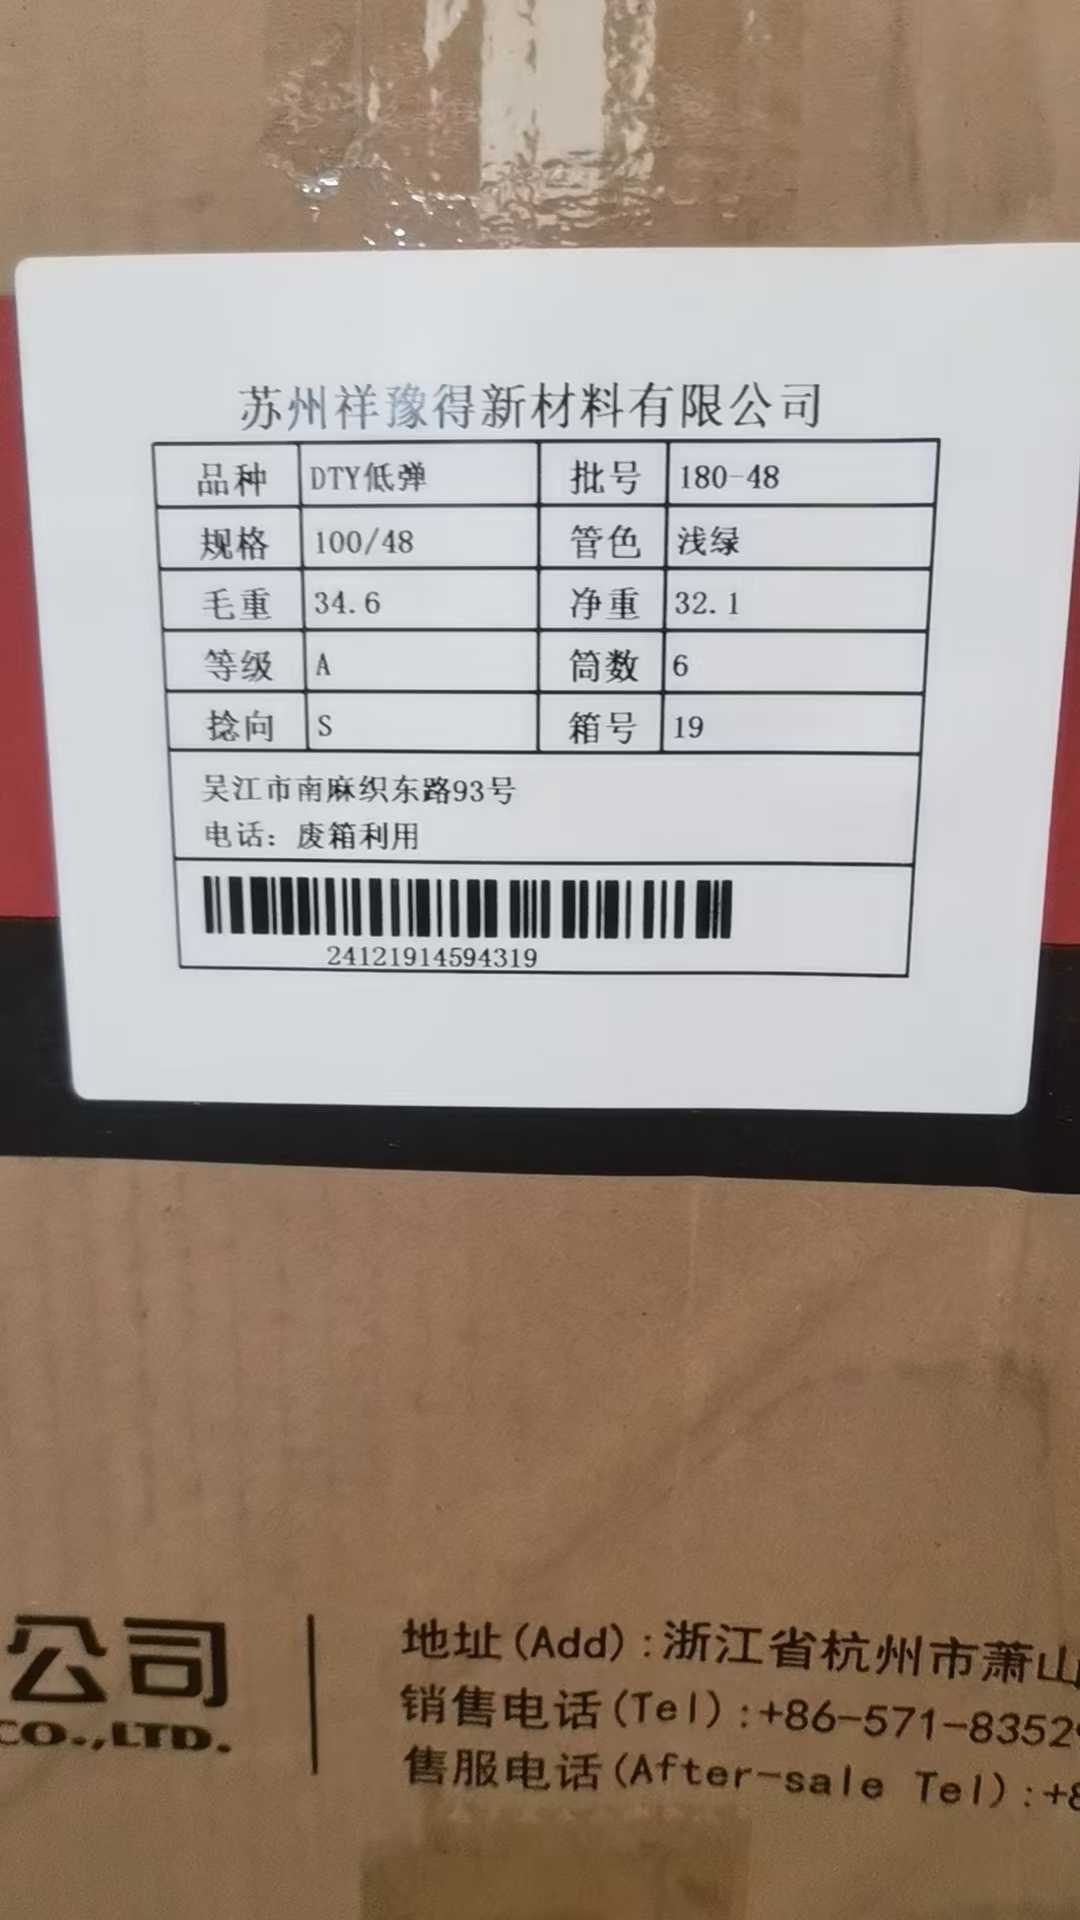 苏州祥豫得新材料有限公司
品种 DTY低弹 批号 180-48
规格 100/48 管色 浅绿
毛重 34.6 净重 32.1
等级 A 筒数 6
捻向 S 箱号 19
吴江市南麻织东路93号
电话：废箱利用
24121914594319
公司
CO.,LTD.
地址(Add):浙江省杭州市萧山
销售电话(Tel):+86-571-8352
售服电话(After-sale Tel):+8